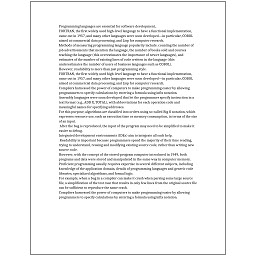 Programming languages are essential for software development.
FORTRAN, the first widely used high-level language to have a functional implementation,
came out in 1957, and many other languages were soon developed—in particular, COBOL
aimed at commercial data processing, and Lisp for computer research.
Methods of measuring programming language popularity include: counting the number of
job advertisements that mention the language, the number of books sold and courses
teaching the language (this overestimates the importance of newer languages), and
estimates of the number of existing lines of code written in the language (this
underestimates the number of users of business languages such as COBOL).
However, readability is more than just programming style.
FORTRAN, the first widely used high-level language to have a functional implementation,
came out in 1957, and many other languages were soon developed—in particular, COBOL
aimed at commercial data processing, and Lisp for computer research.
Compilers harnessed the power of computers to make programming easier by allowing
programmers to specify calculations by entering a formula using infix notation.
Assembly languages were soon developed that let the programmer specify instruction in a
text format (e.g., ADD X, TOTAL), with abbreviations for each operation code and
meaningful names for specifying addresses.
For this purpose, algorithms are classified into orders using so-called Big O notation, which
expresses resource use, such as execution time or memory consumption, in terms of the size
of an input.
After the bug is reproduced, the input of the program may need to be simplified to make it
easier to debug.
Integrated development environments (IDEs) aim to integrate all such help.
Readability is important because programmers spend the majority of their time reading,
trying to understand, reusing and modifying existing source code, rather than writing new
source code.
However, with the concept of the stored-program computer introduced in 1949, both
programs and data were stored and manipulated in the same way in computer memory.
Proficient programming usually requires expertise in several different subjects, including
knowledge of the application domain, details of programming languages and generic code
libraries, specialized algorithms, and formal logic.
For example, when a bug in a compiler can make it crash when parsing some large source
file, a simplification of the test case that results in only few lines from the original source file
can be sufficient to reproduce the same crash.
Compilers harnessed the power of computers to make programming easier by allowing
programmers to specify calculations by entering a formula using infix notation.